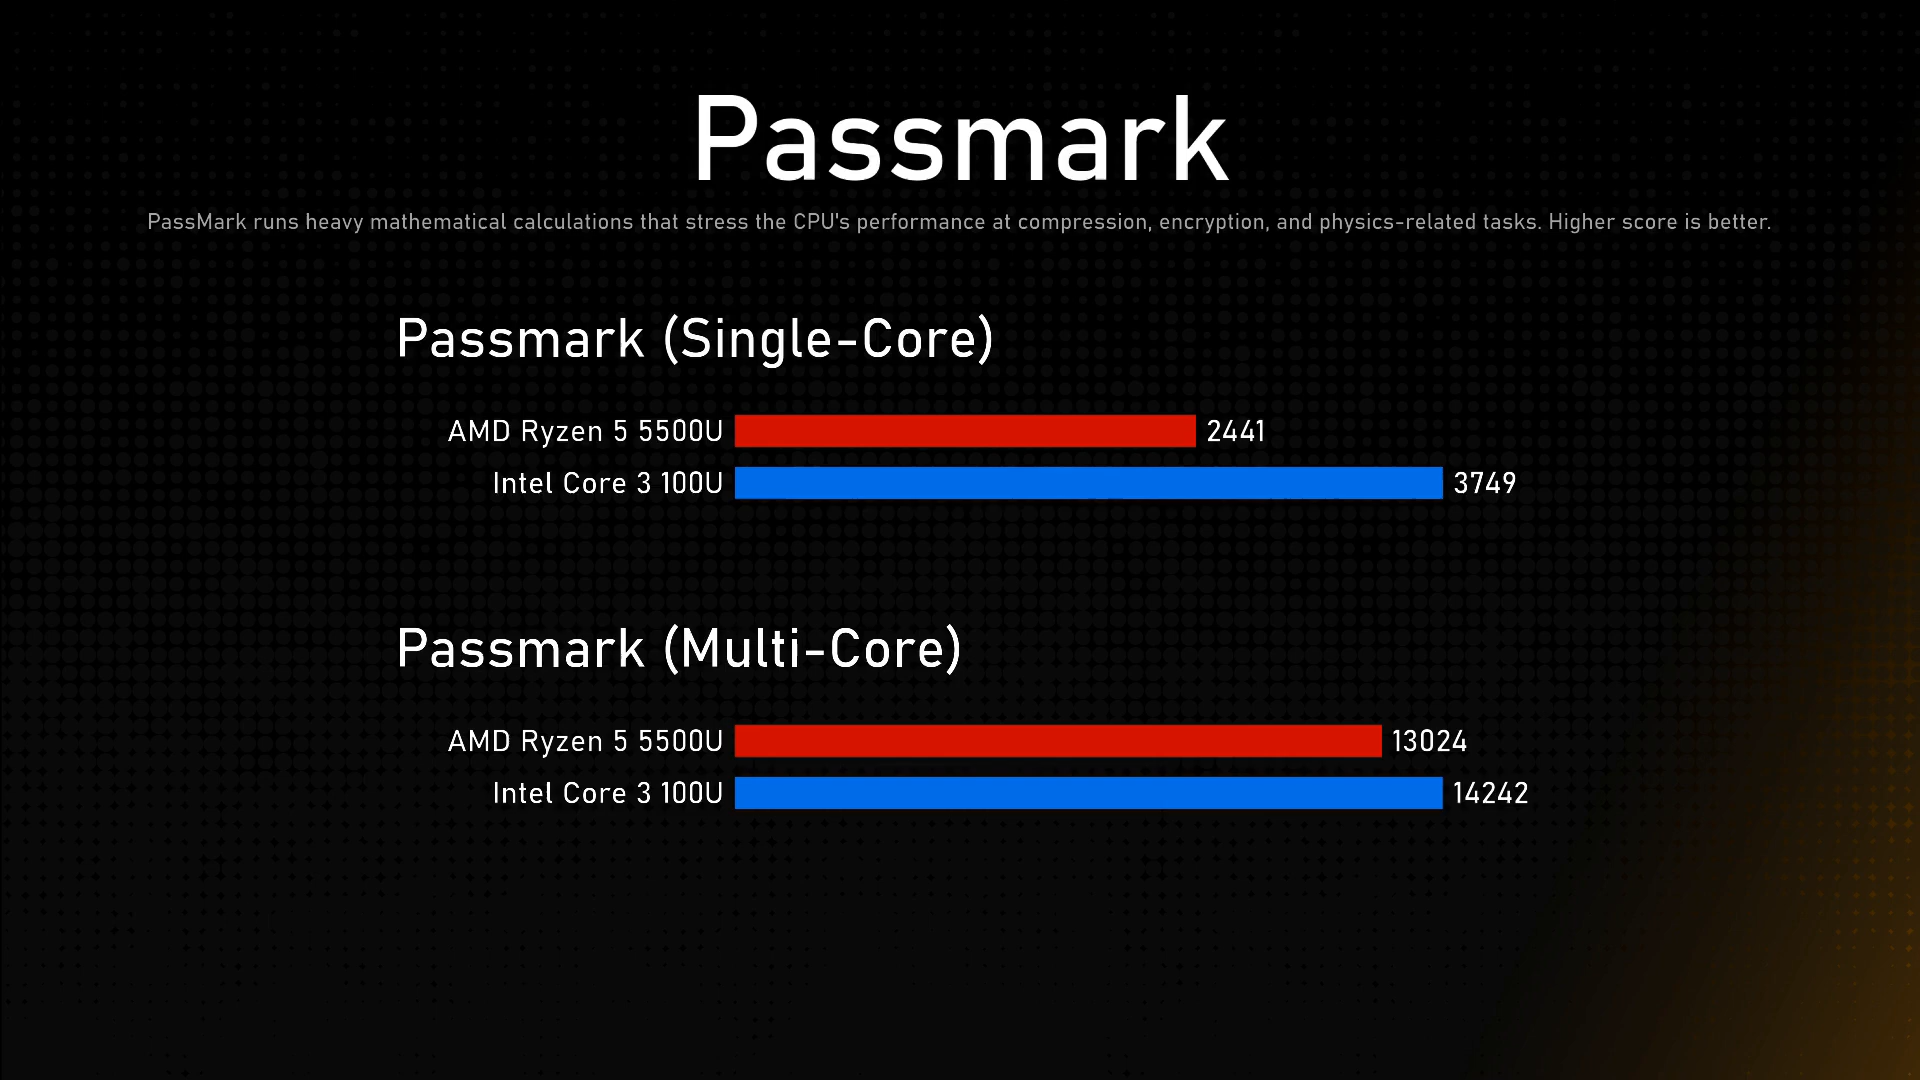 Passmark
PassMark runs heavy mathematical calculations that stress the CPU's performance at compression, encryption, and physics-related tasks. Higher score is better.
Passmark (Single-Core)
AMD Ryzen 5 5500U 2441
Intel Core 3 100U 3749
Passmark (Multi-Core)
AMD Ryzen 5 5500U 13024
Intel Core 3 100U 14242